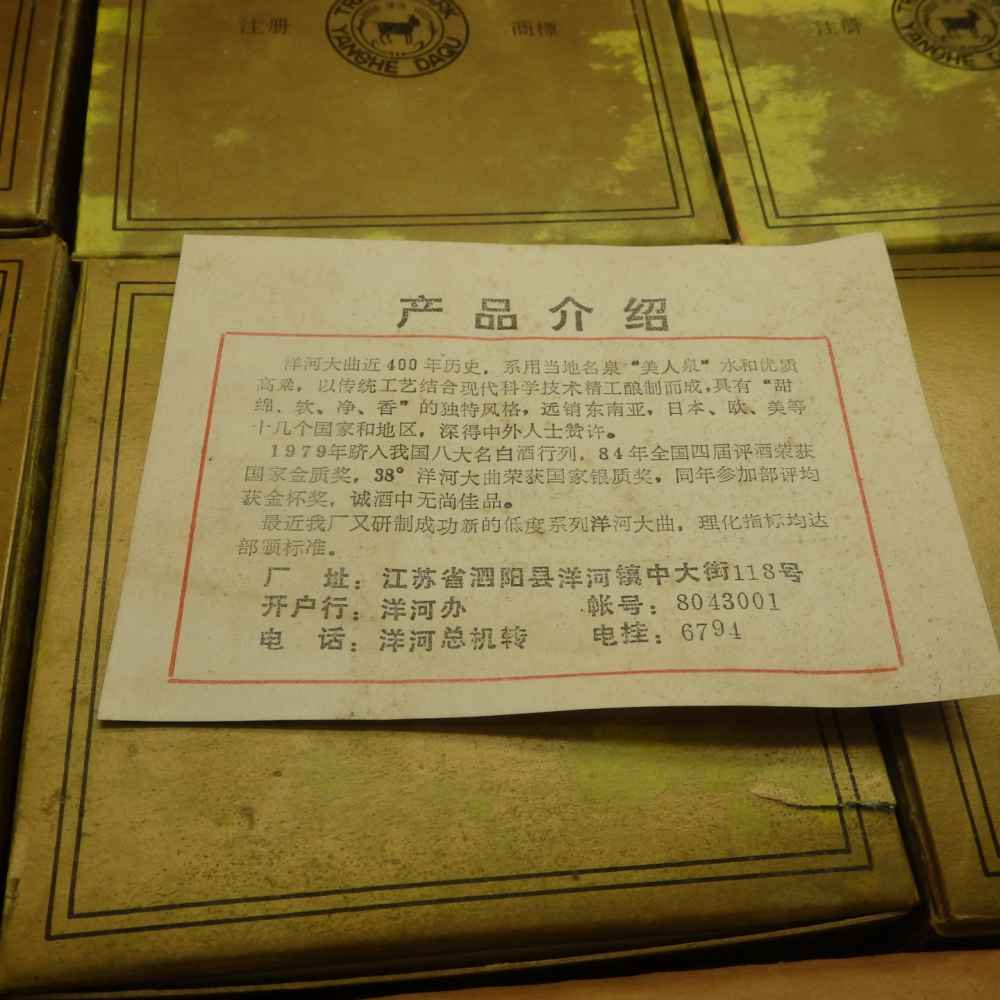 TRADE MARK
注册
商標
YANGHE DAQU
注册
YANGHE DAQU
产品介绍
洋河大曲近400年历史，系用当地名泉“美人泉”水和优质
高粱，以传统工艺结合现代科学技术精工酿制而成，具有“甜
绵、软、净、香”的独特风格，远销东南亚，日本、欧、美等
十几个国家和地区，深得中外人士赞许。
1979年跻入我国八大名白酒行列，84年全国四届评酒荣获
国家金质奖，38°洋河大曲荣获国家银质奖，同年参加部评均
获金杯奖，诚酒中无尚佳品。
最近我厂又研制成功新的低度系列洋河大曲，理化指标均达
部颁标准。
厂 址：江苏省泗阳县洋河镇中大街118号
开户行：洋河办 帐号：8043001
电 话：洋河总机转 电挂：6794